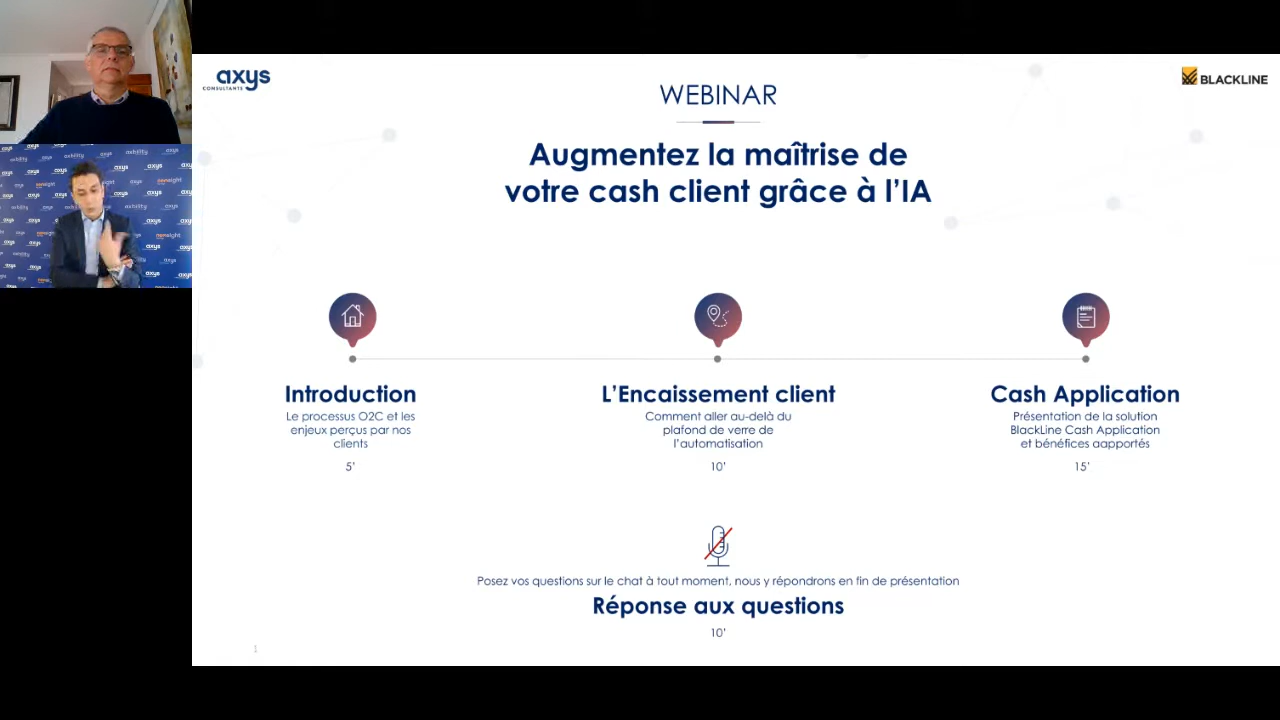 axys
CONSULTANTS
BLACKLINE
WEBINAR
Augmentez la maîtrise de
votre cash client grâce à l'IA
Introduction
Le processus O2C et les
enjeux perçus par nos
clients
5'
L'Encaissement client
Comment aller au-delà du
plafond de verre de
l'automatisation
10'
Cash Application
Présentation de la solution
BlackLine Cash Application
et bénéfices aapportés
15'
Posez vos questions sur le chat à tout moment, nous y répondrons en fin de présentation
Réponse aux questions
10'
1